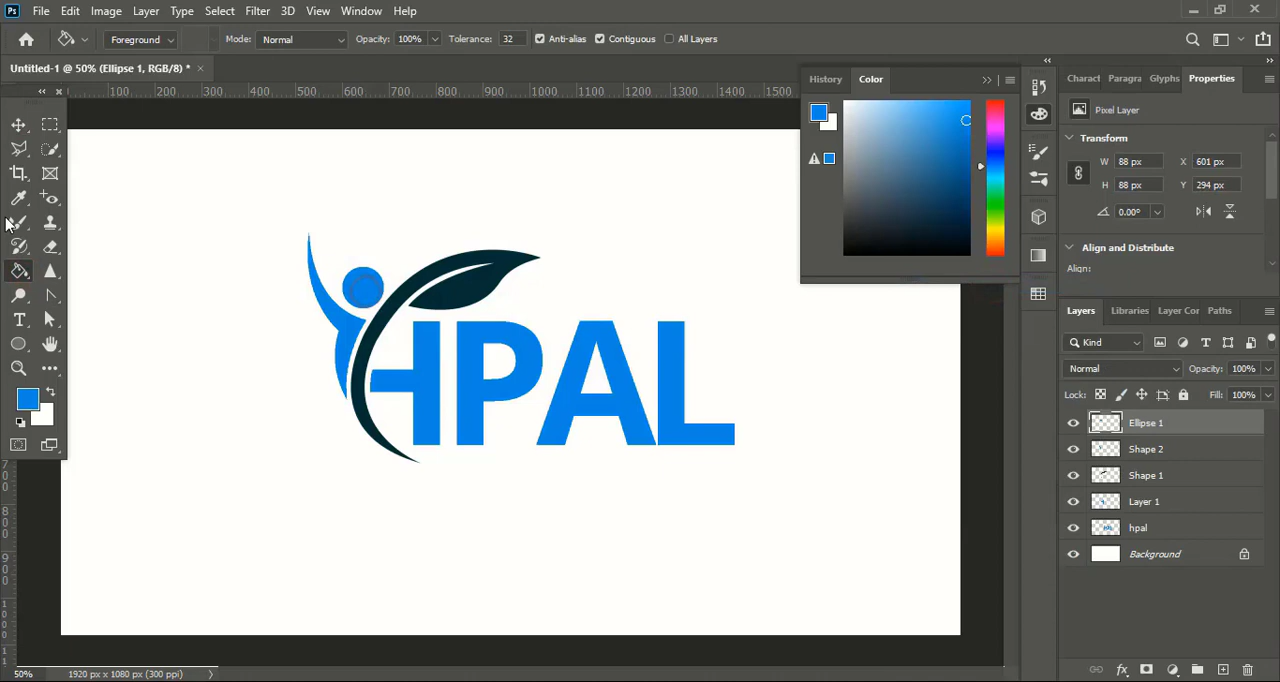 Ps File Edit Image Layer Type Select Filter 3D View Window Help
Foreground Mode: Normal Opacity: 100% Tolerance: 32 Anti-alias Contiguous All Layers
Untitled-1 @ 50% (Ellipse 1, RGB/8) * ×
100 200 300 400 500 600 700 800 900 1000 1100 1200 1300 1400 1500
History Color
Charact Paragra Glyphs Properties
Pixel Layer
Transform
W 88 px X 601 px
H 88 px Y 294 px
0.00°
Align and Distribute
Align:
HPAL
Layers Libraries Layer Cor Paths
Kind
Normal Opacity: 100%
Lock: Fill: 100%
Ellipse 1
Shape 2
Shape 1
Layer 1
hpal
Background
700
800
900
1000
50% 1920 px x 1080 px (300 ppi)